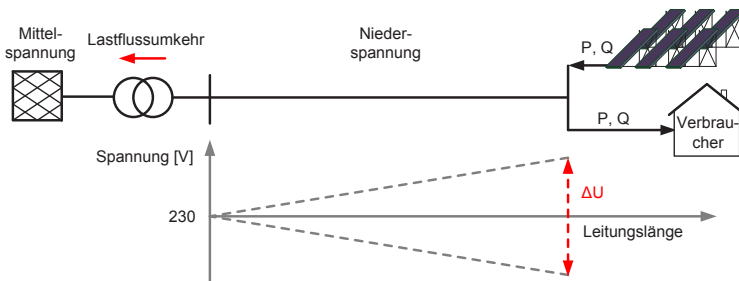 Mittel-
spannung
Lastflussumkehr
Nieder-
spannung
P, Q
P, Q
Verbrau-
cher
Spannung [V]
230
ΔU
Leitungslänge